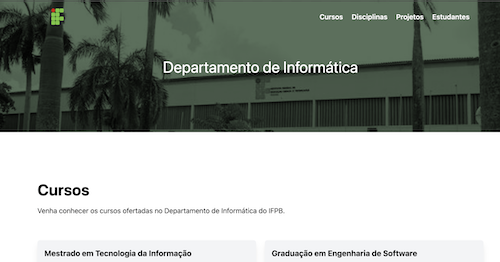 Cursos Disciplinas Projetos Estudantes
Departamento de Informática
Cursos
Venha conhecer os cursos ofertadas no Departamento de Informática do IFPB.
Mestrado em Tecnologia da Informação
Graduação em Engenharia de Software